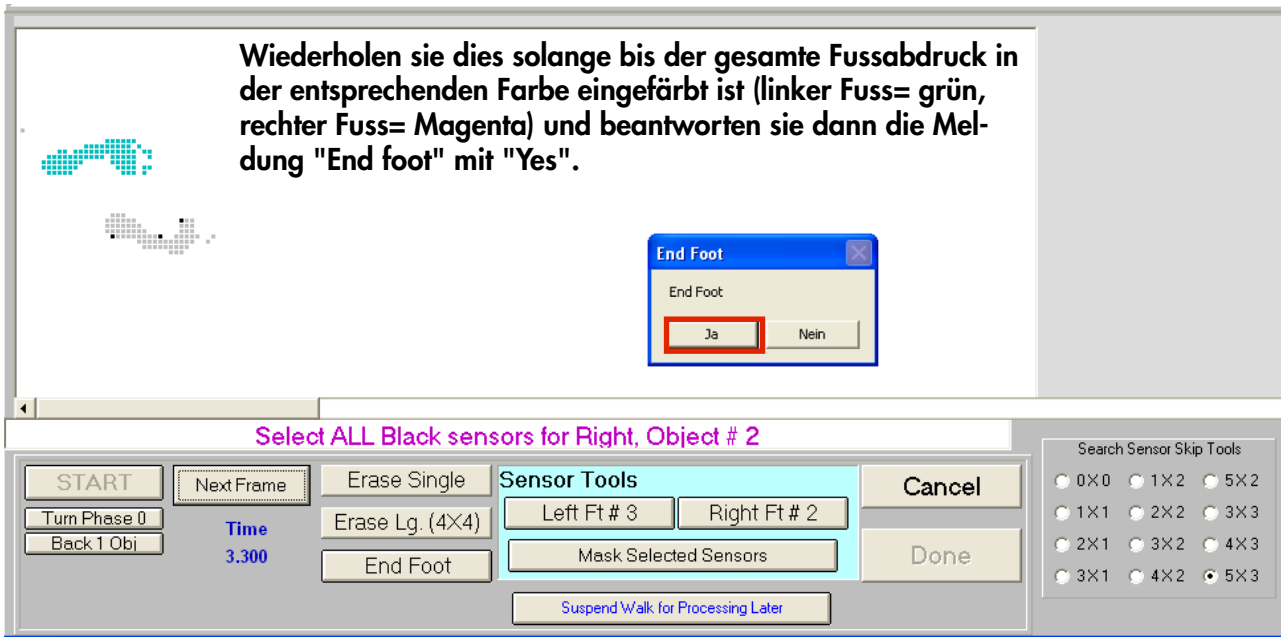 Wiederholen sie dies solange bis der gesamte Fussabdruck in
der entsprechenden Farbe eingefärbt ist (linker Fuss= grün,
rechter Fuss= Magenta) und beantworten sie dann die Mel-
dung "End foot" mit "Yes".
End Foot
End Foot
Ja Nein
Select ALL Black sensors for Right, Object # 2
START
Turn Phase 0
Back 1 Obj
Next Frame
Time
3.300
Erase Single
Erase Lg. (4X4)
End Foot
Sensor Tools
Left Ft # 3 Right Ft # 2
Mask Selected Sensors
Suspend Walk for Processing Later
Cancel
Done
Search Sensor Skip Tools
0X0 1X2 5X2
1X1 2X2 3X3
2X1 3X2 4X3
3X1 4X2 5X3